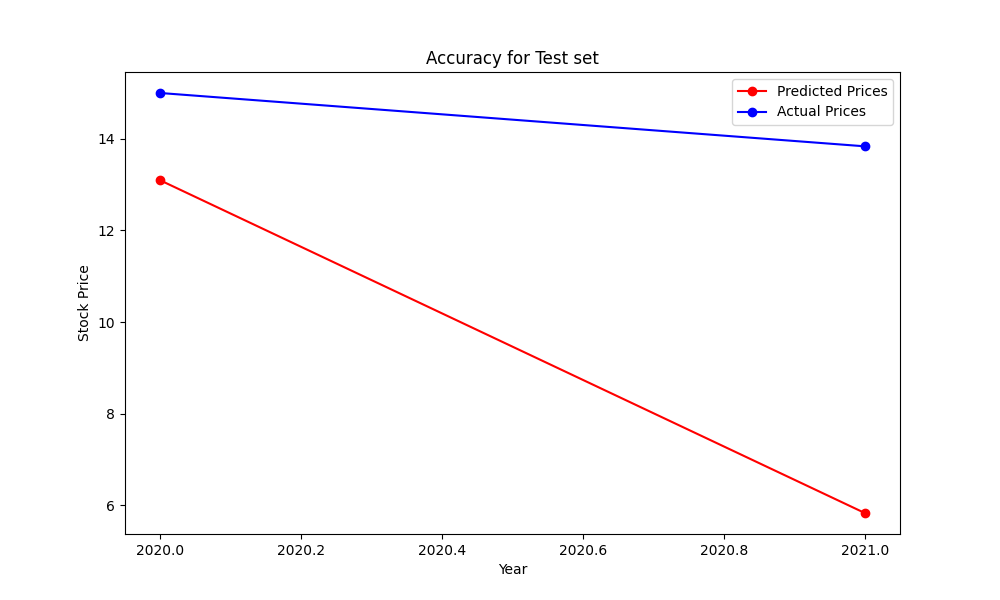 Accuracy for Test set
Predicted Prices
Actual Prices
14
12
10
8
6
Stock Price
2020.0 2020.2 2020.4 2020.6 2020.8 2021.0
Year